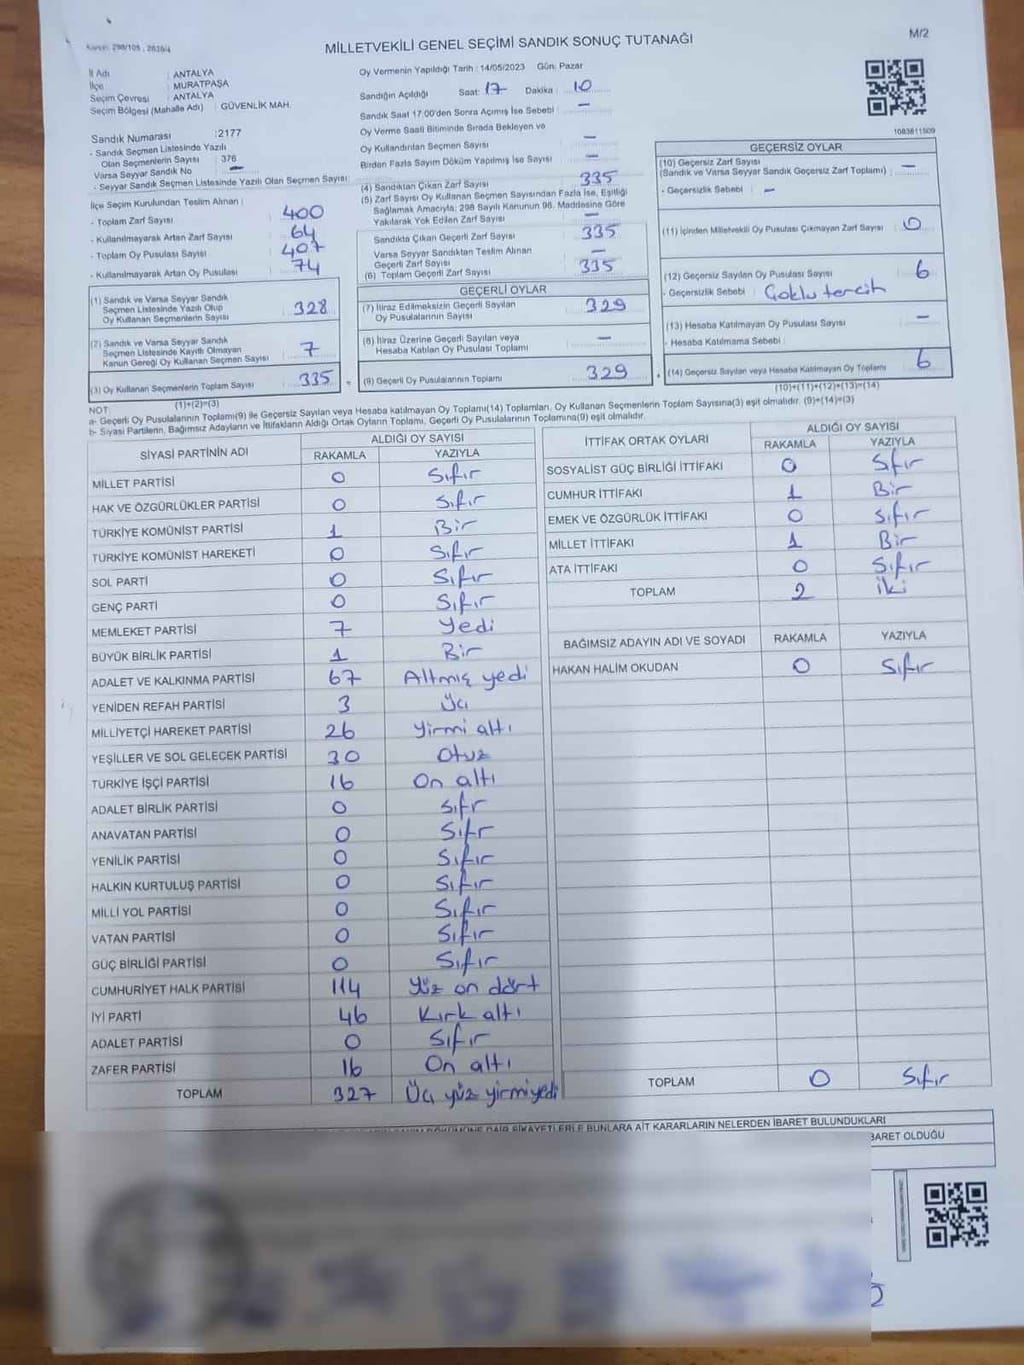 Kanun: 298/105, 2839/4
MİLLETVEKİLİ GENEL SEÇİMİ SANDIK SONUÇ TUTANAĞI
M/2
İl Adı : ANTALYA
İlçe : MURATPAŞA
Seçim Çevresi : ANTALYA
Seçim Bölgesi (Mahalle Adı) : GÜVENLİK MAH.
Sandık Numarası :2177
- Sandık Seçmen Listesinde Yazılı
Olan Seçmenlerin Sayısı : 376
Varsa Seyyar Sandık No –
- Seyyar Sandık Seçmen Listesinde Yazılı Olan Seçmen Sayısı:
İlçe Seçim Kurulundan Teslim Alınan :
- Toplam Zarf Sayısı 400
- Kullanılmayarak Artan Zarf Sayısı 64
- Toplam Oy Pusulası Sayısı 407
- Kullanılmayarak Artan Oy Pusulası 74
(1) Sandık ve Varsa Seyyar Sandık
Seçmen Listesinde Yazılı Olup
Oy Kullanan Seçmenlerin Sayısı 328
(2) Sandık ve Varsa Seyyar Sandık
Seçmen Listesinde Kayıtlı Olmayan
Kanun Gereği Oy Kullanan Seçmen Sayısı 7
(3) Oy Kullanan Seçmenlerin Toplam Sayısı 335
(1)+(2)=(3)
Oy Vermenin Yapıldığı Tarih : 14/05/2023 Gün: Pazar
Sandığın Açıldığı Saat: 17 Dakika : 10
Sandık Saat 17:00'den Sonra Açılmış İse Sebebi : –
Oy Verme Saati Bitiminde Sırada Bekleyen ve
Oy Kullandırılan Seçmen Sayısı –
Birden Fazla Sayım Döküm Yapılmış İse Sayısı –
(4) Sandıktan Çıkan Zarf Sayısı 335
(5) Zarf Sayısı Oy Kullanan Seçmen Sayısından Fazla İse, Eşitliği
Sağlamak Amacıyla; 298 Sayılı Kanunun 98. Maddesine Göre
Yakılarak Yok Edilen Zarf Sayısı –
Sandıkta Çıkan Geçerli Zarf Sayısı 335
Varsa Seyyar Sandıktan Teslim Alınan
Geçerli Zarf Sayısı –
(6) Toplam Geçerli Zarf Sayısı 335
GEÇERLİ OYLAR
(7) İtiraz Edilmeksizin Geçerli Sayılan
Oy Pusulalarının Sayısı 329
(8) İtiraz Üzerine Geçerli Sayılan veya
Hesaba Katılan Oy Pusulası Toplamı –
(9) Geçerli Oy Pusulalarının Toplamı 329
1083811509
GEÇERSİZ OYLAR
(10) Geçersiz Zarf Sayısı
(Sandık ve Varsa Seyyar Sandık Geçersiz Zarf Toplamı) : –
- Geçersizlik Sebebi : –
(11) İçinden Milletvekili Oy Pusulası Çıkmayan Zarf Sayısı 0
(12) Geçersiz Sayılan Oy Pusulası Sayısı 6
- Geçersizlik Sebebi : Çoklu tercih
(13) Hesaba Katılmayan Oy Pusulası Sayısı –
- Hesaba Katılmama Sebebi :
(14) Geçersiz Sayılan veya Hesaba Katılmayan Oy Toplamı 6
(10)+(11)+(12)+(13)=(14)
NOT:
a- Geçerli Oy Pusulalarının Toplamı(9) ile Geçersiz Sayılan veya Hesaba Katılmayan Oy Toplamı(14) Toplamları, Oy Kullanan Seçmenlerin Toplam Sayısına(3) eşit olmalıdır. (9)+(14)=(3)
b- Siyasi Partilerin, Bağımsız Adayların ve İttifakların Aldığı Ortak Oyların Toplamı, Geçerli Oy Pusulalarının Toplamına(9) eşit olmalıdır.
SİYASİ PARTİNİN ADI ALDIĞI OY SAYISI
RAKAMLA YAZIYLA
MİLLET PARTİSİ 0 Sıfır
HAK VE ÖZGÜRLÜKLER PARTİSİ 0 Sıfır
TÜRKİYE KOMÜNİST PARTİSİ 1 Bir
TÜRKİYE KOMÜNİST HAREKETİ 0 Sıfır
SOL PARTİ 0 Sıfır
GENÇ PARTİ 0 Sıfır
MEMLEKET PARTİSİ 7 Yedi
BÜYÜK BİRLİK PARTİSİ 1 Bir
ADALET VE KALKINMA PARTİSİ 67 Altmış yedi
YENİDEN REFAH PARTİSİ 3 Üç
MİLLİYETÇİ HAREKET PARTİSİ 26 Yirmi altı
YEŞİLLER VE SOL GELECEK PARTİSİ 30 Otuz
TÜRKİYE İŞÇİ PARTİSİ 16 On altı
ADALET BİRLİK PARTİSİ 0 Sıfır
ANAVATAN PARTİSİ 0 Sıfır
YENİLİK PARTİSİ 0 Sıfır
HALKIN KURTULUŞ PARTİSİ 0 Sıfır
MİLLİ YOL PARTİSİ 0 Sıfır
VATAN PARTİSİ 0 Sıfır
GÜÇ BİRLİĞİ PARTİSİ 0 Sıfır
CUMHURİYET HALK PARTİSİ 114 Yüz on dört
İYİ PARTİ 46 Kırk altı
ADALET PARTİSİ 0 Sıfır
ZAFER PARTİSİ 16 On altı
TOPLAM 327 Üç yüz yirmiyedi
İTTİFAK ORTAK OYLARI ALDIĞI OY SAYISI
RAKAMLA YAZIYLA
SOSYALİST GÜÇ BİRLİĞİ İTTİFAKI 0 Sıfır
CUMHUR İTTİFAKI 1 Bir
EMEK VE ÖZGÜRLÜK İTTİFAKI 0 Sıfır
MİLLET İTTİFAKI 1 Bir
ATA İTTİFAKI 0 Sıfır
TOPLAM 2 İki
BAĞIMSIZ ADAYIN ADI VE SOYADI RAKAMLA YAZIYLA
HAKAN HALİM OKUDAN 0 Sıfır
TOPLAM 0 Sıfır
ŞİKAYETLERLE BUNLARA AİT KARARLARIN NELERDEN İBARET BULUNDUKLARI
BARET OLDUĞU